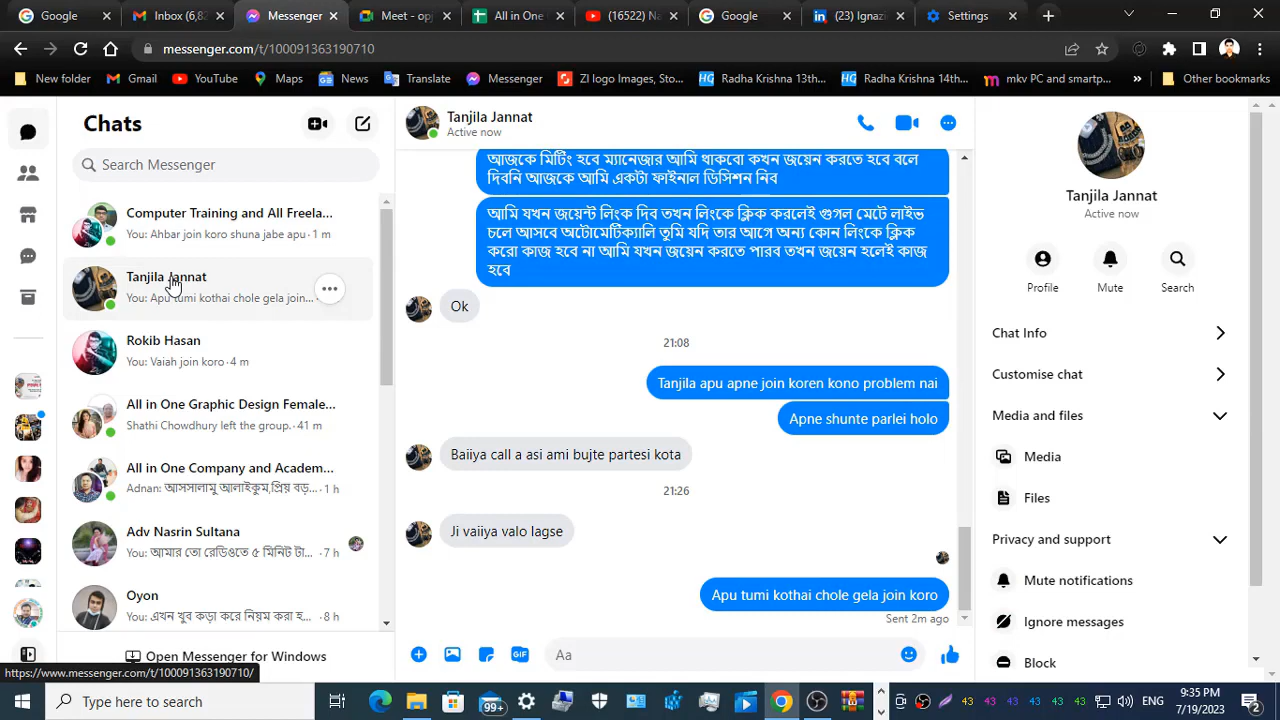 Google
Inbox (6,82
Messenger
Meet - opp
All in One F
(16522) Na
Google
(23) Ignazi
Settings
messenger.com/t/100091363190710
New folder
Gmail
YouTube
Maps
News
Translate
Messenger
ZI logo Images, Sto...
Radha Krishna 13th...
Radha Krishna 14th...
mkv PC and smartp...
Other bookmarks
Chats
Search Messenger
Computer Training and All Freela...
You: Ahbar join koro shuna jabe apu · 1 m
Tanjila Jannat
You: Apu tumi kothai chole gela join...
Rokib Hasan
You: Vaiah join koro · 4 m
All in One Graphic Design Female...
Shathi Chowdhury left the group. · 41 m
All in One Company and Academ...
Adnan: আসসালামু আলাইকুম,প্রিয় বড়... · 1 h
Adv Nasrin Sultana
You: আমার তো রেডিওতে ৫ মিনিট টা... · 7 h
Oyon
You: এখন খুব কড়া করে নিয়ম করা হ... · 8 h
Open Messenger for Windows
https://www.messenger.com/t/100091363190710/
Tanjila Jannat
Active now
আজকে মিটিং হবে ম্যানেজার আমি থাকবো কখন জয়েন করতে হবে বলে
দিবনি আজকে আমি একটা ফাইনাল ডিসিশন নিব
আমি যখন জয়েন্ট লিংক দিব তখন লিংকে ক্লিক করলেই গুগল মেটে লাইভ
চলে আসবে অটোমেটিক্যালি তুমি যদি তার আগে অন্য কোন লিংকে ক্লিক
করো কাজ হবে না আমি যখন জয়েন করতে পারব তখন জয়েন হলেই কাজ
হবে
Ok
21:08
Tanjila apu apne join koren kono problem nai
Apne shunte parlei holo
Baiiya call a asi ami bujte partesi kota
21:26
Ji vaiiya valo lagse
Apu tumi kothai chole gela join koro
Sent 2m ago
GIF
Aa
Tanjila Jannat
Active now
Profile
Mute
Search
Chat Info
Customise chat
Media and files
Media
Files
Privacy and support
Mute notifications
Ignore messages
Block
Type here to search
99+
43
43
43
43
43
ENG
9:35 PM
7/19/2023
2